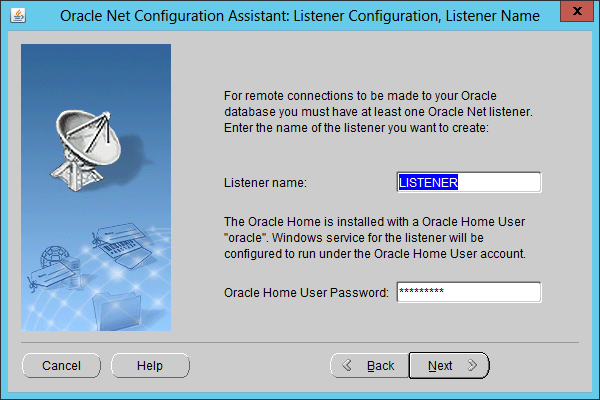 Oracle Net Configuration Assistant: Listener Configuration, Listener Name
x
For remote connections to be made to your Oracle
database you must have at least one Oracle Net listener.
Enter the name of the listener you want to create:
Listener name: LISTENER
The Oracle Home is installed with a Oracle Home User
"oracle". Windows service for the listener will be
configured to run under the Oracle Home User account.
Oracle Home User Password: *********
Cancel Help Back Next